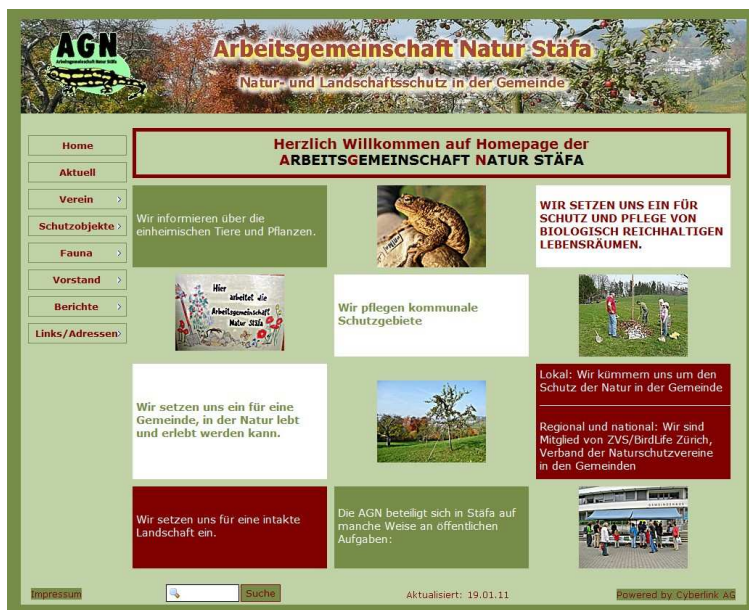 AGN
Arbeitsgemeinschaft Natur Stäfa
Arbeitsgemeinschaft Natur Stäfa
Natur- und Landschaftsschutz in der Gemeinde
Home
Aktuell
Verein
Schutzobjekte
Fauna
Vorstand
Berichte
Links/Adressen
Herzlich Willkommen auf Homepage der
ARBEITSGEMEINSCHAFT NATUR STÄFA
Wir informieren über die
einheimischen Tiere und Pflanzen.
WIR SETZEN UNS EIN FÜR
SCHUTZ UND PFLEGE VON
BIOLOGISCH REICHHALTIGEN
LEBENSRÄUMEN.
Hier
arbeitet die
Arbeitsgemeinschaft
Natur Stäfa
Wir pflegen kommunale
Schutzgebiete
Wir setzen uns ein für eine
Gemeinde, in der Natur lebt
und erlebt werden kann.
Lokal: Wir kümmern uns um den
Schutz der Natur in der Gemeinde
Regional und national: Wir sind
Mitglied von ZVS/BirdLife Zürich,
Verband der Naturschutzvereine
in den Gemeinden
Wir setzen uns für eine intakte
Landschaft ein.
Die AGN beteiligt sich in Stäfa auf
manche Weise an öffentlichen
Aufgaben:
GEMEINDEHAUS
Impressum
Suche
Aktualisiert: 19.01.11
Powered by Cyberlink AG